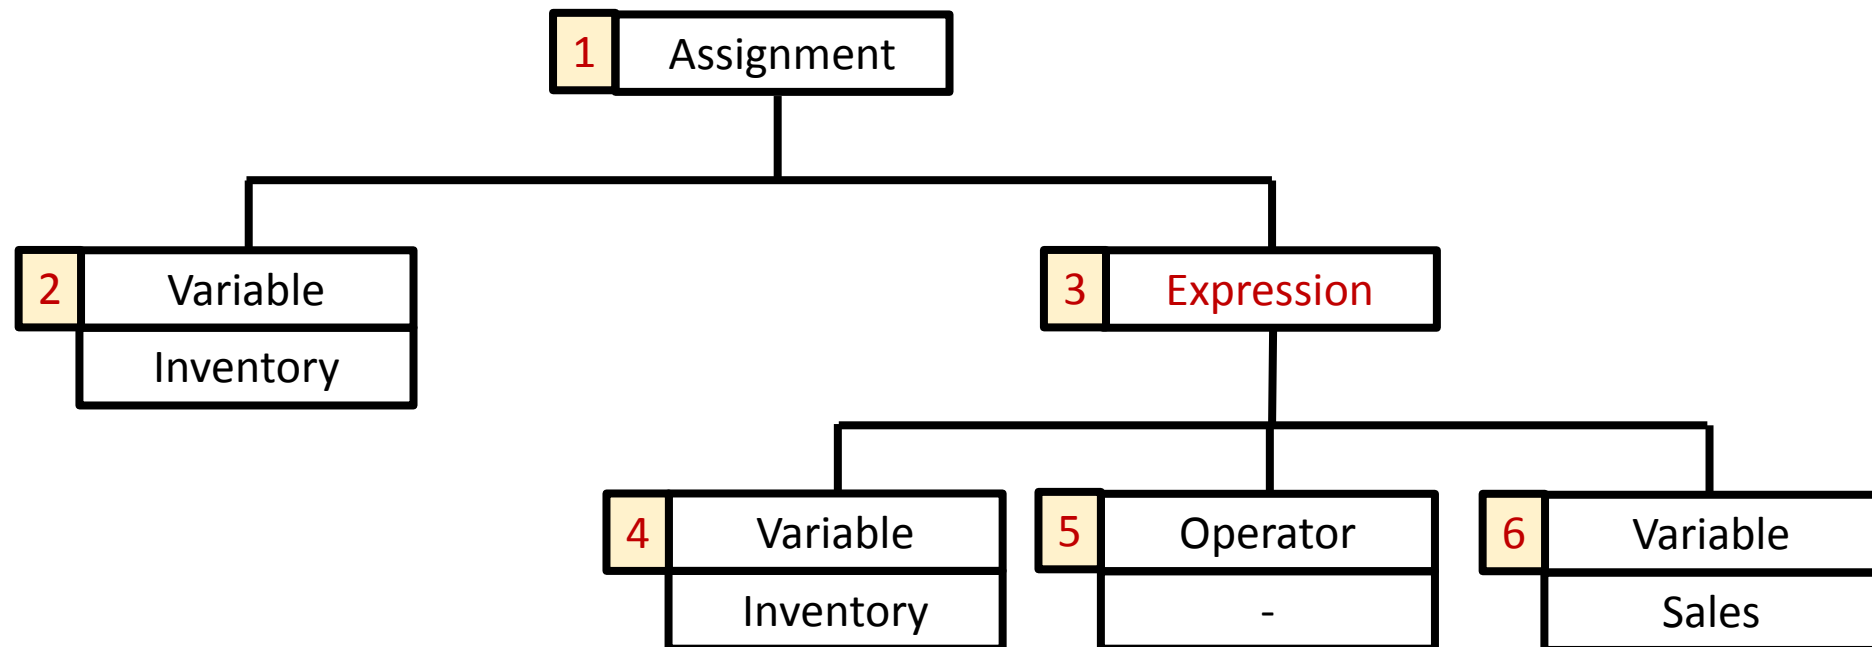 1 Assignment
2 Variable
Inventory
3 Expression
4 Variable
Inventory
5 Operator
-
6 Variable
Sales